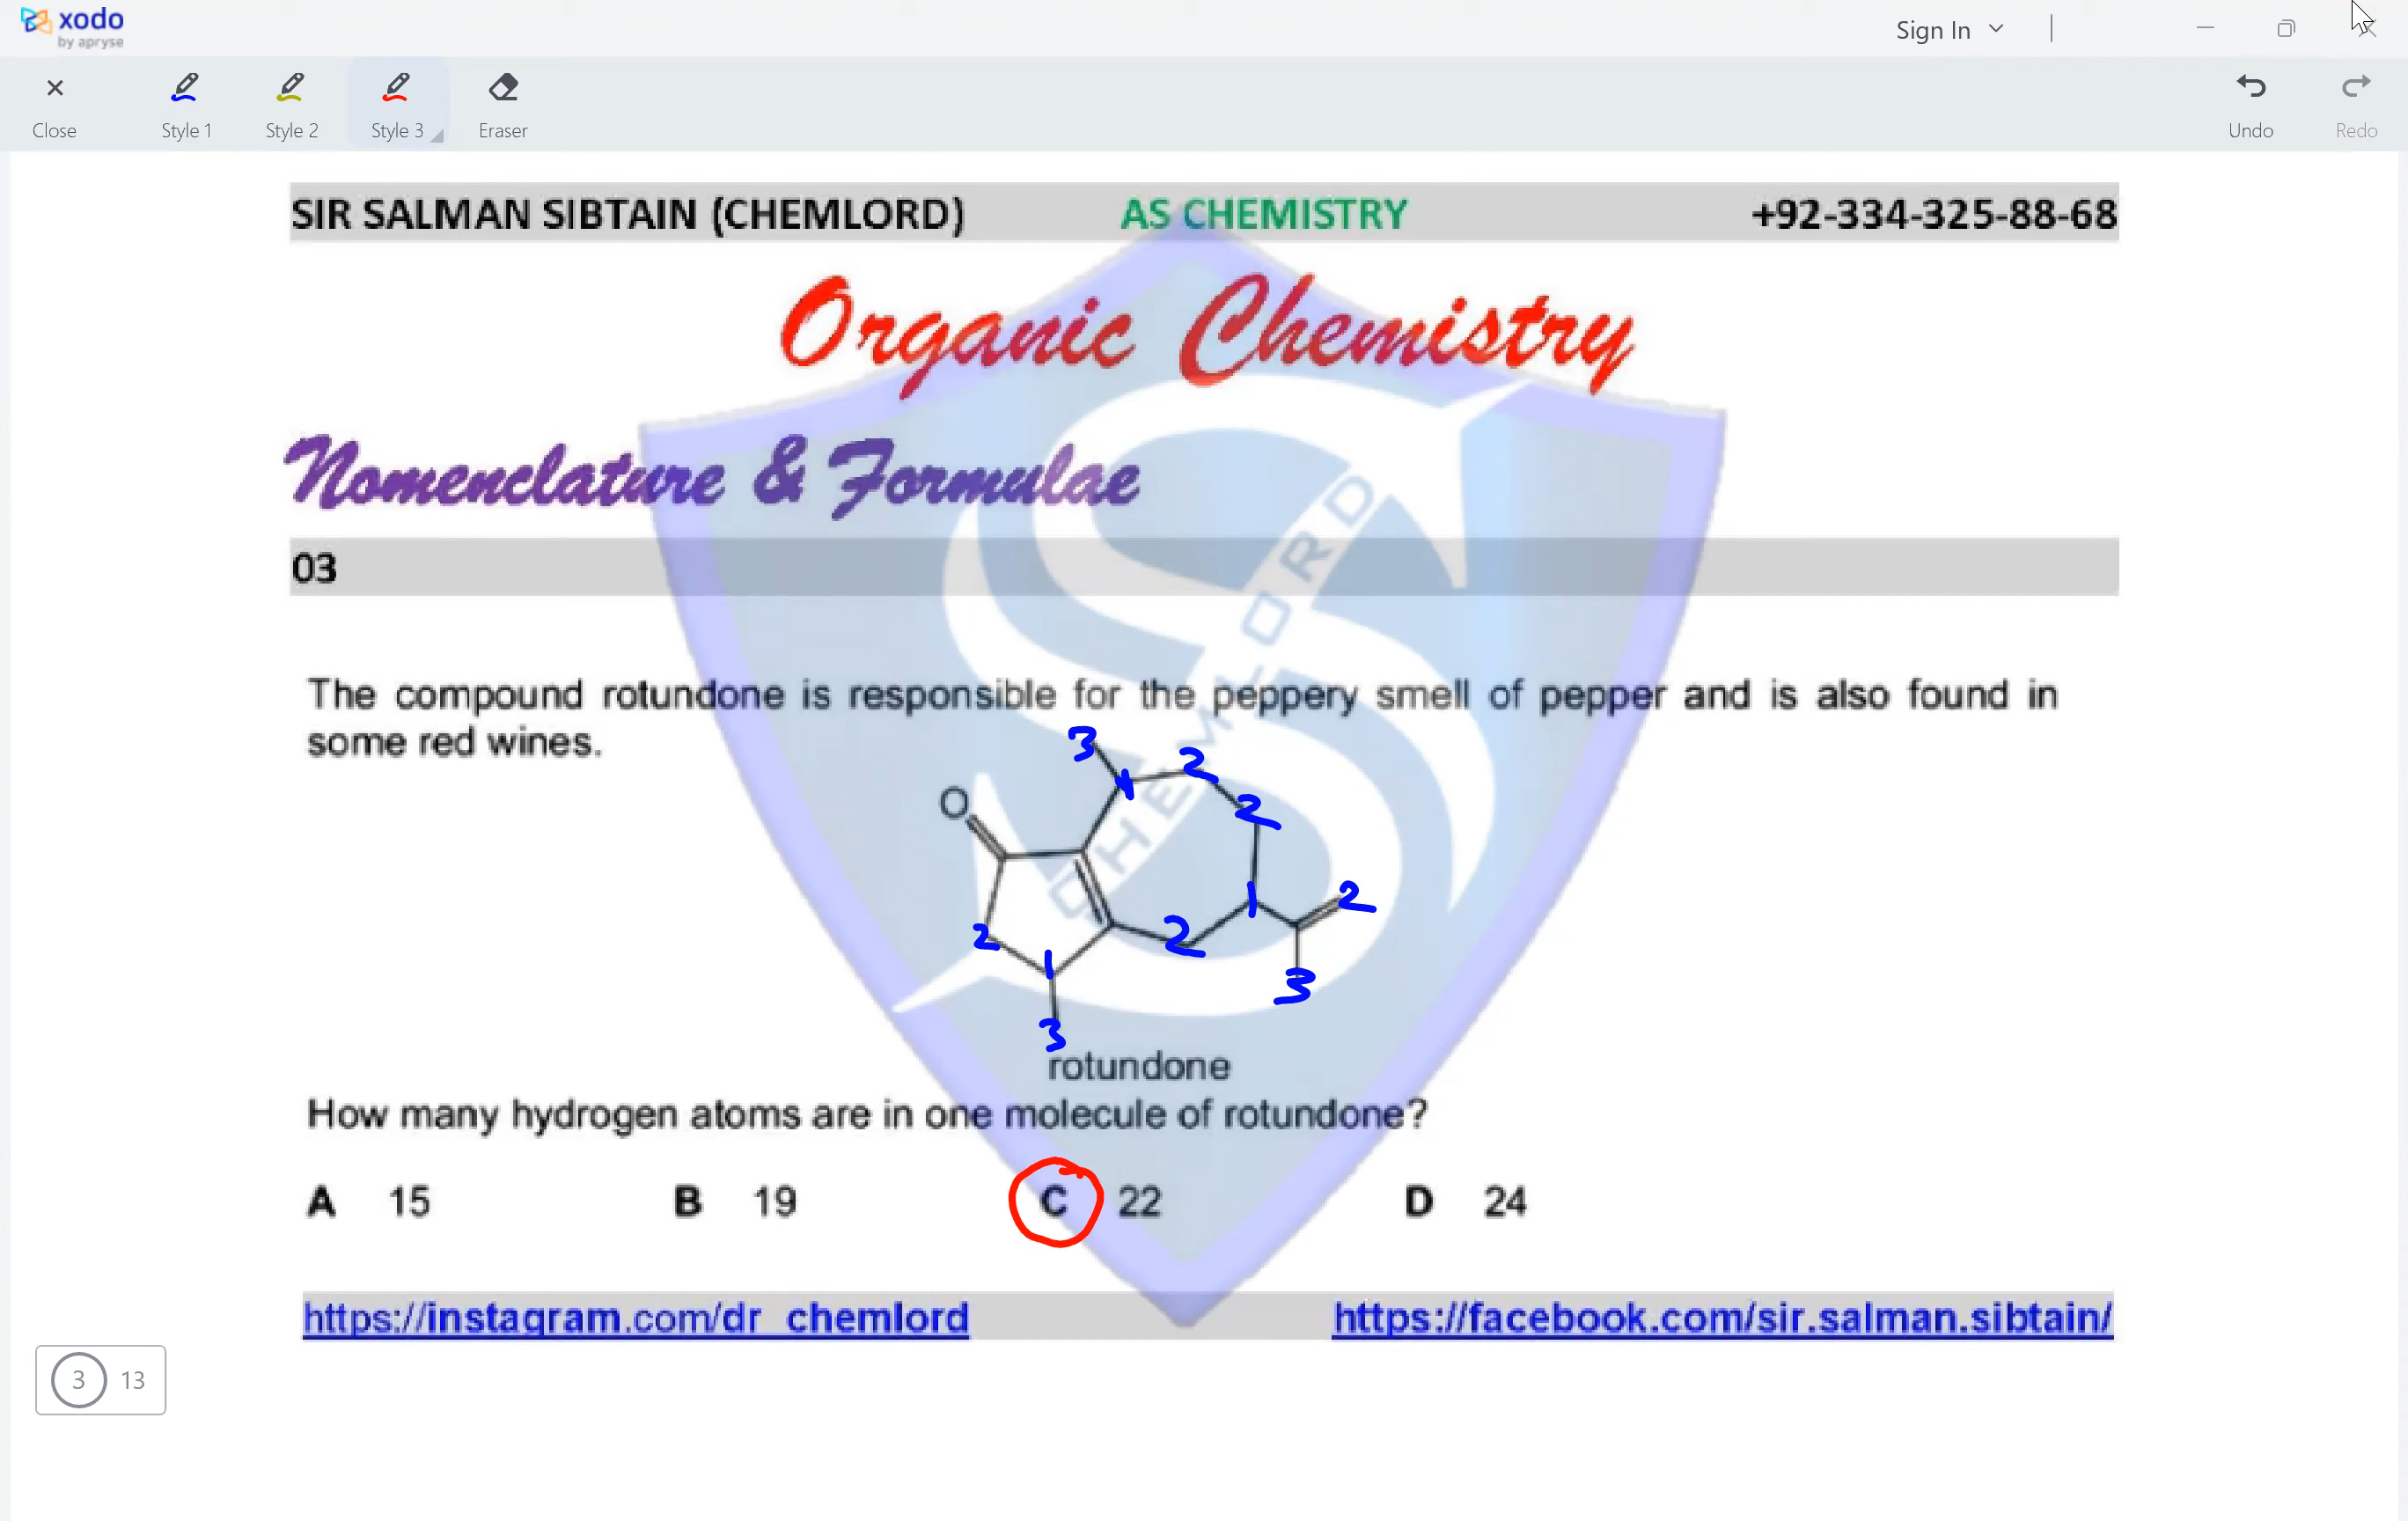 xodo
by apryse
Sign In
Close
Style 1
Style 2
Style 3
Eraser
Undo
Redo
SIR SALMAN SIBTAIN (CHEMLORD) AS CHEMISTRY +92-334-325-88-68
Organic Chemistry
Nomenclature & Formulae
03
CHEMLORD
The compound rotundone is responsible for the peppery smell of pepper and is also found in
some red wines.
3
1 2
O 2
1 2
2 2
1 3
3
rotundone
How many hydrogen atoms are in one molecule of rotundone?
A 15 B 19 C 22 D 24
https://instagram.com/dr_chemlord https://facebook.com/sir.salman.sibtain/
3 13